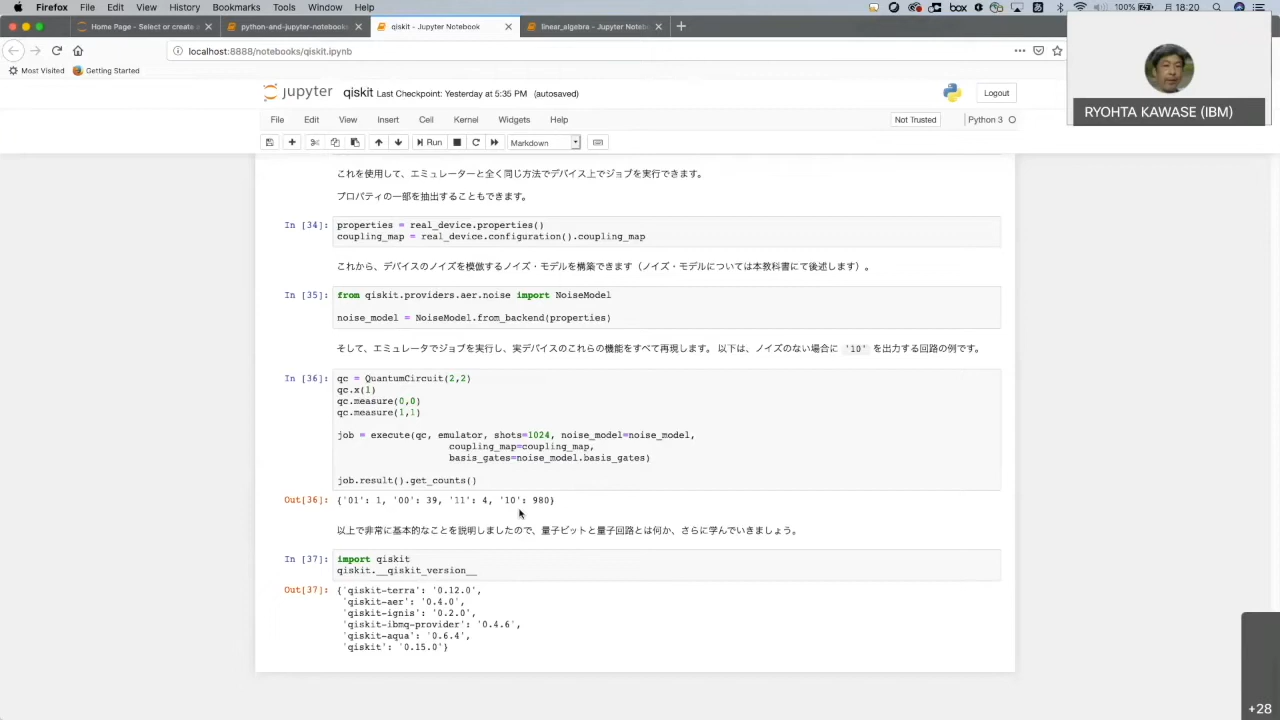 Firefox File Edit View History Bookmarks Tools Window Help
Home Page - Select or create a
python-and-jupyter-notebooks
qiskit - Jupyter Notebook
linear_algebra - Jupyter Noteb
localhost:8888/notebooks/qiskit.ipynb
Most Visited Getting Started
RYOHTA KAWASE (IBM)
jupyter qiskit Last Checkpoint: Yesterday at 5:35 PM (autosaved)
Logout
File Edit View Insert Cell Kernel Widgets Help
Not Trusted Python 3
Run Markdown
これを使用して、エミュレーターと全く同じ方法でデバイス上でジョブを実行できます。
プロパティの一部を抽出することもできます。
In [34]: properties = real_device.properties()
coupling_map = real_device.configuration().coupling_map
これから、デバイスのノイズを模倣するノイズ・モデルを構築できます（ノイズ・モデルについては本教科書にて後述します）。
In [35]: from qiskit.providers.aer.noise import NoiseModel
noise_model = NoiseModel.from_backend(properties)
そして、エミュレータでジョブを実行し、実デバイスのこれらの機能をすべて再現します。 以下は、ノイズのない場合に '10' を出力する回路の例です。
In [36]: qc = QuantumCircuit(2,2)
qc.x(1)
qc.measure(0,0)
qc.measure(1,1)
job = execute(qc, emulator, shots=1024, noise_model=noise_model,
coupling_map=coupling_map,
basis_gates=noise_model.basis_gates)
job.result().get_counts()
Out[36]: {'01': 1, '00': 39, '11': 4, '10': 980}
以上で非常に基本的なことを説明しましたので、量子ビットと量子回路とは何か、さらに学んでいきましょう。
In [37]: import qiskit
qiskit.__qiskit_version__
Out[37]: {'qiskit-terra': '0.12.0',
'qiskit-aer': '0.4.0',
'qiskit-ignis': '0.2.0',
'qiskit-ibmq-provider': '0.4.6',
'qiskit-aqua': '0.6.4',
'qiskit': '0.15.0'}
+28